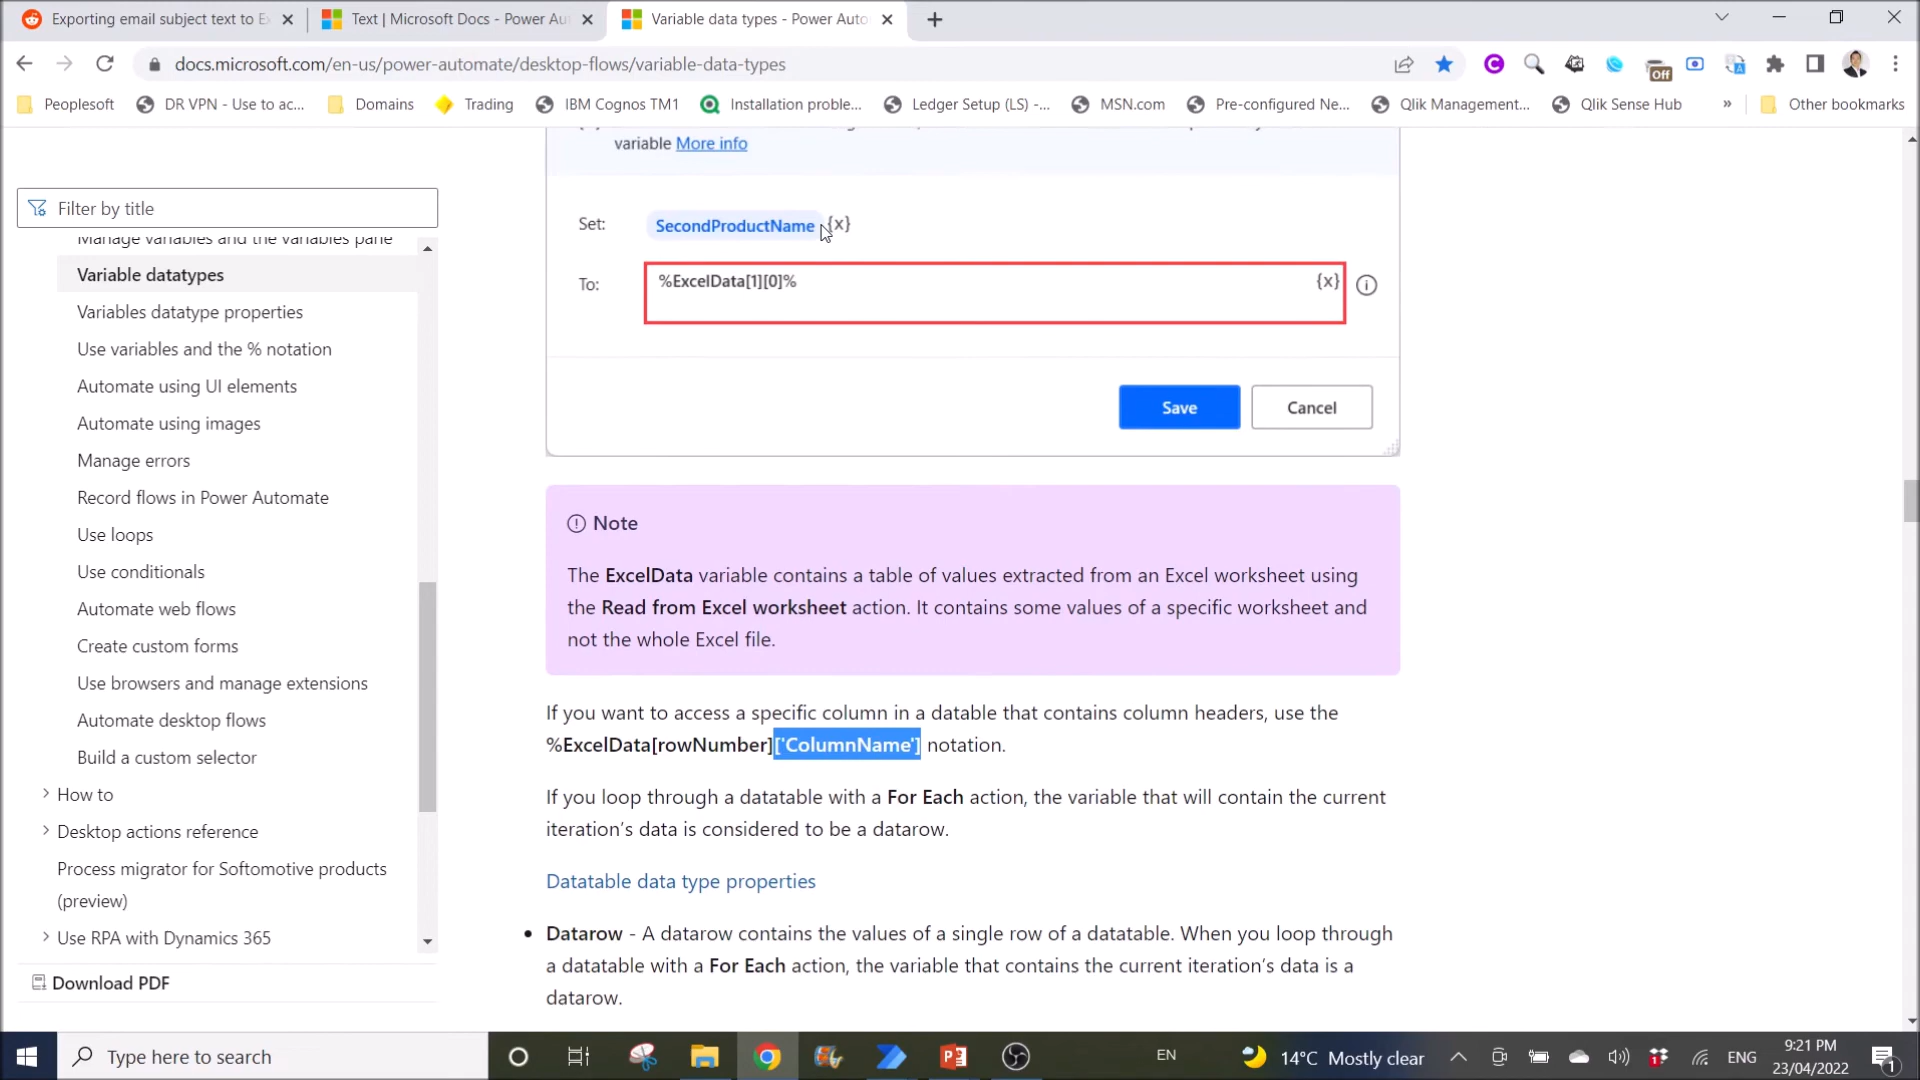 Exporting email subject text to Ex
Text | Microsoft Docs - Power Aut
Variable data types - Power Auto
docs.microsoft.com/en-us/power-automate/desktop-flows/variable-data-types
Off
Peoplesoft
DR VPN - Use to ac...
Domains
Trading
IBM Cognos TM1
Installation proble...
Ledger Setup (LS) -...
MSN.com
Pre-configured Ne...
Qlik Management...
Qlik Sense Hub
»
Other bookmarks
variable More info
Set: SecondProductName {x}
To: %ExcelData[1][0]% {x}
Save
Cancel
Filter by title
Manage variables and the variables pane
Variable datatypes
Variables datatype properties
Use variables and the % notation
Automate using UI elements
Automate using images
Manage errors
Record flows in Power Automate
Use loops
Use conditionals
Automate web flows
Create custom forms
Use browsers and manage extensions
Automate desktop flows
Build a custom selector
How to
Desktop actions reference
Process migrator for Softomotive products
(preview)
Use RPA with Dynamics 365
Download PDF
Note
The ExcelData variable contains a table of values extracted from an Excel worksheet using
the Read from Excel worksheet action. It contains some values of a specific worksheet and
not the whole Excel file.
If you want to access a specific column in a datable that contains column headers, use the
%ExcelData[rowNumber]['ColumnName'] notation.
If you loop through a datatable with a For Each action, the variable that will contain the current
iteration's data is considered to be a datarow.
Datatable data type properties
• Datarow - A datarow contains the values of a single row of a datatable. When you loop through
a datatable with a For Each action, the variable that contains the current iteration's data is a
datarow.
Type here to search
EN
14°C Mostly clear
ENG
9:21 PM
23/04/2022
1